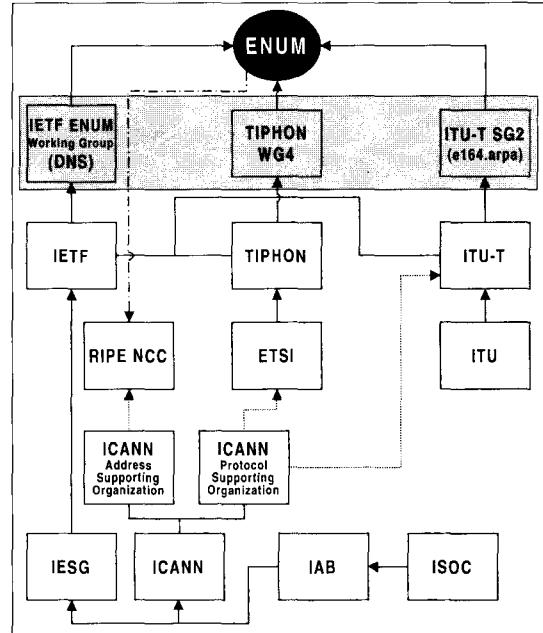 ENUM
IETF ENUM
Working Group
(DNS)
TIPHON
WG4
ITU-T SG2
(e164.arpa)
IETF
TIPHON
ITU-T
RIPE NCC
ETSI
ITU
ICANN
Address
Supporting
Organization
ICANN
Protocol
Supporting
Organization
IESG
ICANN
IAB
ISOC